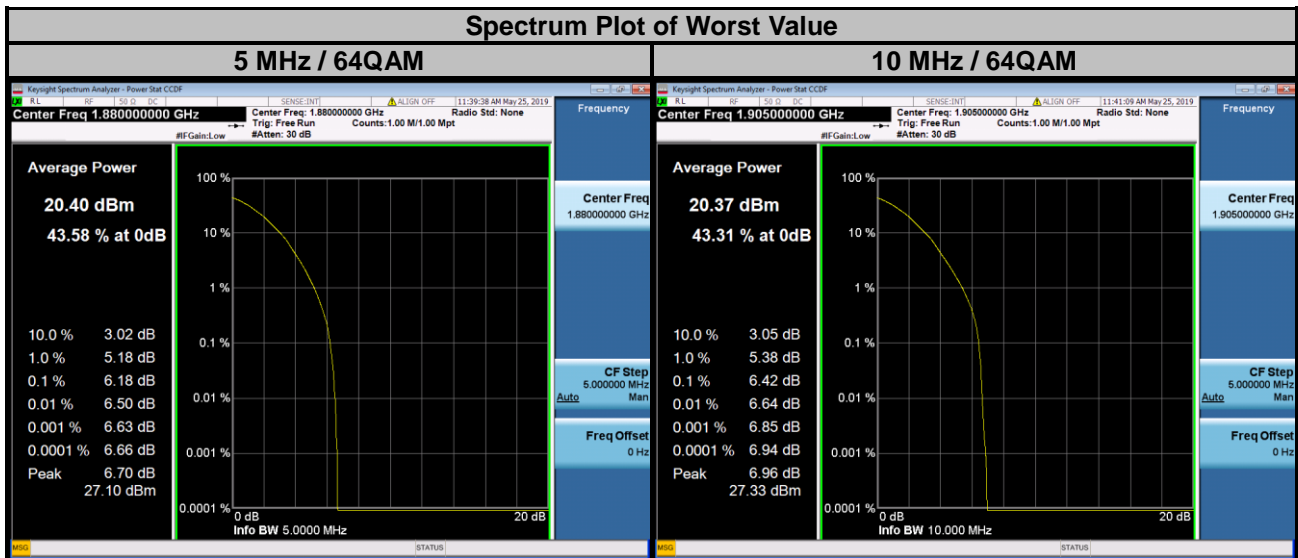 Spectrum Plot of Worst Value
5 MHz / 64QAM
10 MHz / 64QAM
Keysight Spectrum Analyzer - Power Stat CCDF
RL RF 50 Ω DC SENSE:INT ALIGN OFF 11:39:38 AM May 25, 2019
Center Freq 1.880000000 GHz
Center Freq: 1.880000000 GHz Radio Std: None
Trig: Free Run Counts:1.00 M/1.00 Mpt
#IFGain:Low #Atten: 30 dB
Frequency
Average Power
20.40 dBm
43.58 % at 0dB
10.0 % 3.02 dB
1.0 % 5.18 dB
0.1 % 6.18 dB
0.01 % 6.50 dB
0.001 % 6.63 dB
0.0001 % 6.66 dB
Peak 6.70 dB
27.10 dBm
100 %
10 %
1 %
0.1 %
0.01 %
0.001 %
0.0001 %
0 dB 20 dB
Info BW 5.0000 MHz
Center Freq
1.880000000 GHz
CF Step
5.000000 MHz
Auto Man
Freq Offset
0 Hz
MSG STATUS
Keysight Spectrum Analyzer - Power Stat CCDF
RL RF 50 Ω DC SENSE:INT ALIGN OFF 11:41:09 AM May 25, 2019
Center Freq 1.905000000 GHz
Center Freq: 1.905000000 GHz Radio Std: None
Trig: Free Run Counts:1.00 M/1.00 Mpt
#IFGain:Low #Atten: 30 dB
Frequency
Average Power
20.37 dBm
43.31 % at 0dB
10.0 % 3.05 dB
1.0 % 5.38 dB
0.1 % 6.42 dB
0.01 % 6.64 dB
0.001 % 6.85 dB
0.0001 % 6.94 dB
Peak 6.96 dB
27.33 dBm
100 %
10 %
1 %
0.1 %
0.01 %
0.001 %
0.0001 %
0 dB 20 dB
Info BW 10.000 MHz
Center Freq
1.905000000 GHz
CF Step
5.000000 MHz
Auto Man
Freq Offset
0 Hz
MSG STATUS